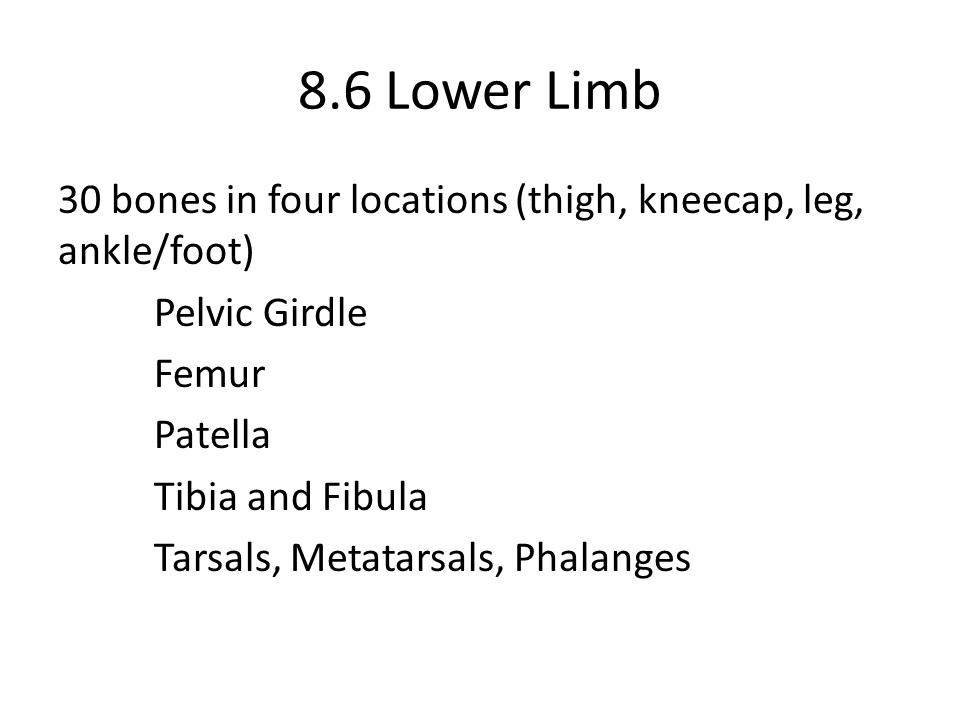 8.6 Lower Limb
30 bones in four locations (thigh, kneecap, leg,
ankle/foot)
Pelvic Girdle
Femur
Patella
Tibia and Fibula
Tarsals, Metatarsals, Phalanges